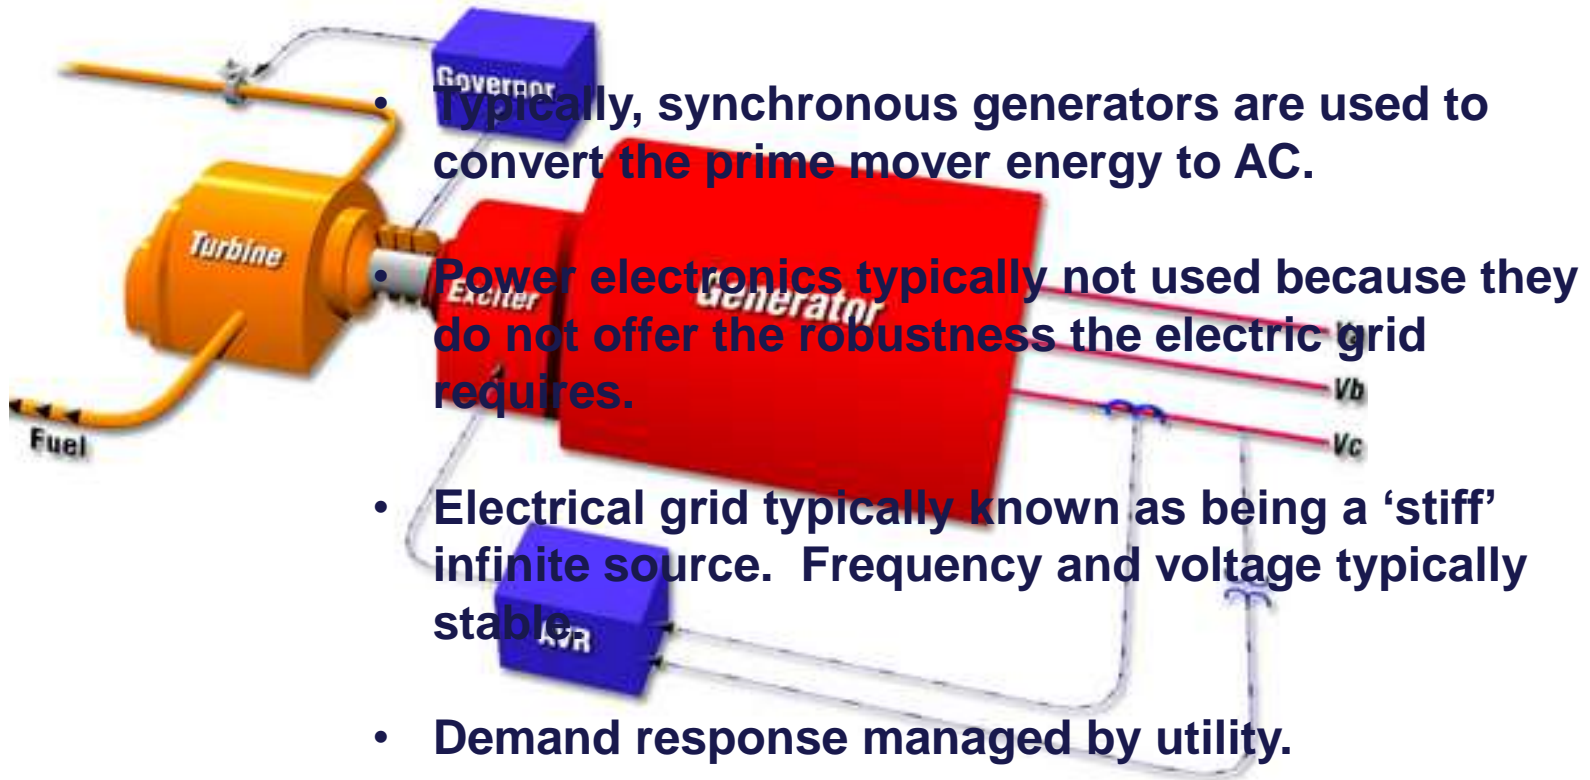 Governor
• Typically, synchronous generators are used to
convert the prime mover energy to AC.
Turbine
• Power electronics typically not used because they
Exciter
Generator
do not offer the robustness the electric grid
requires.
Vb
Vc
Fuel
• Electrical grid typically known as being a ‘stiff’
infinite source. Frequency and voltage typically
stable.
AVR
• Demand response managed by utility.